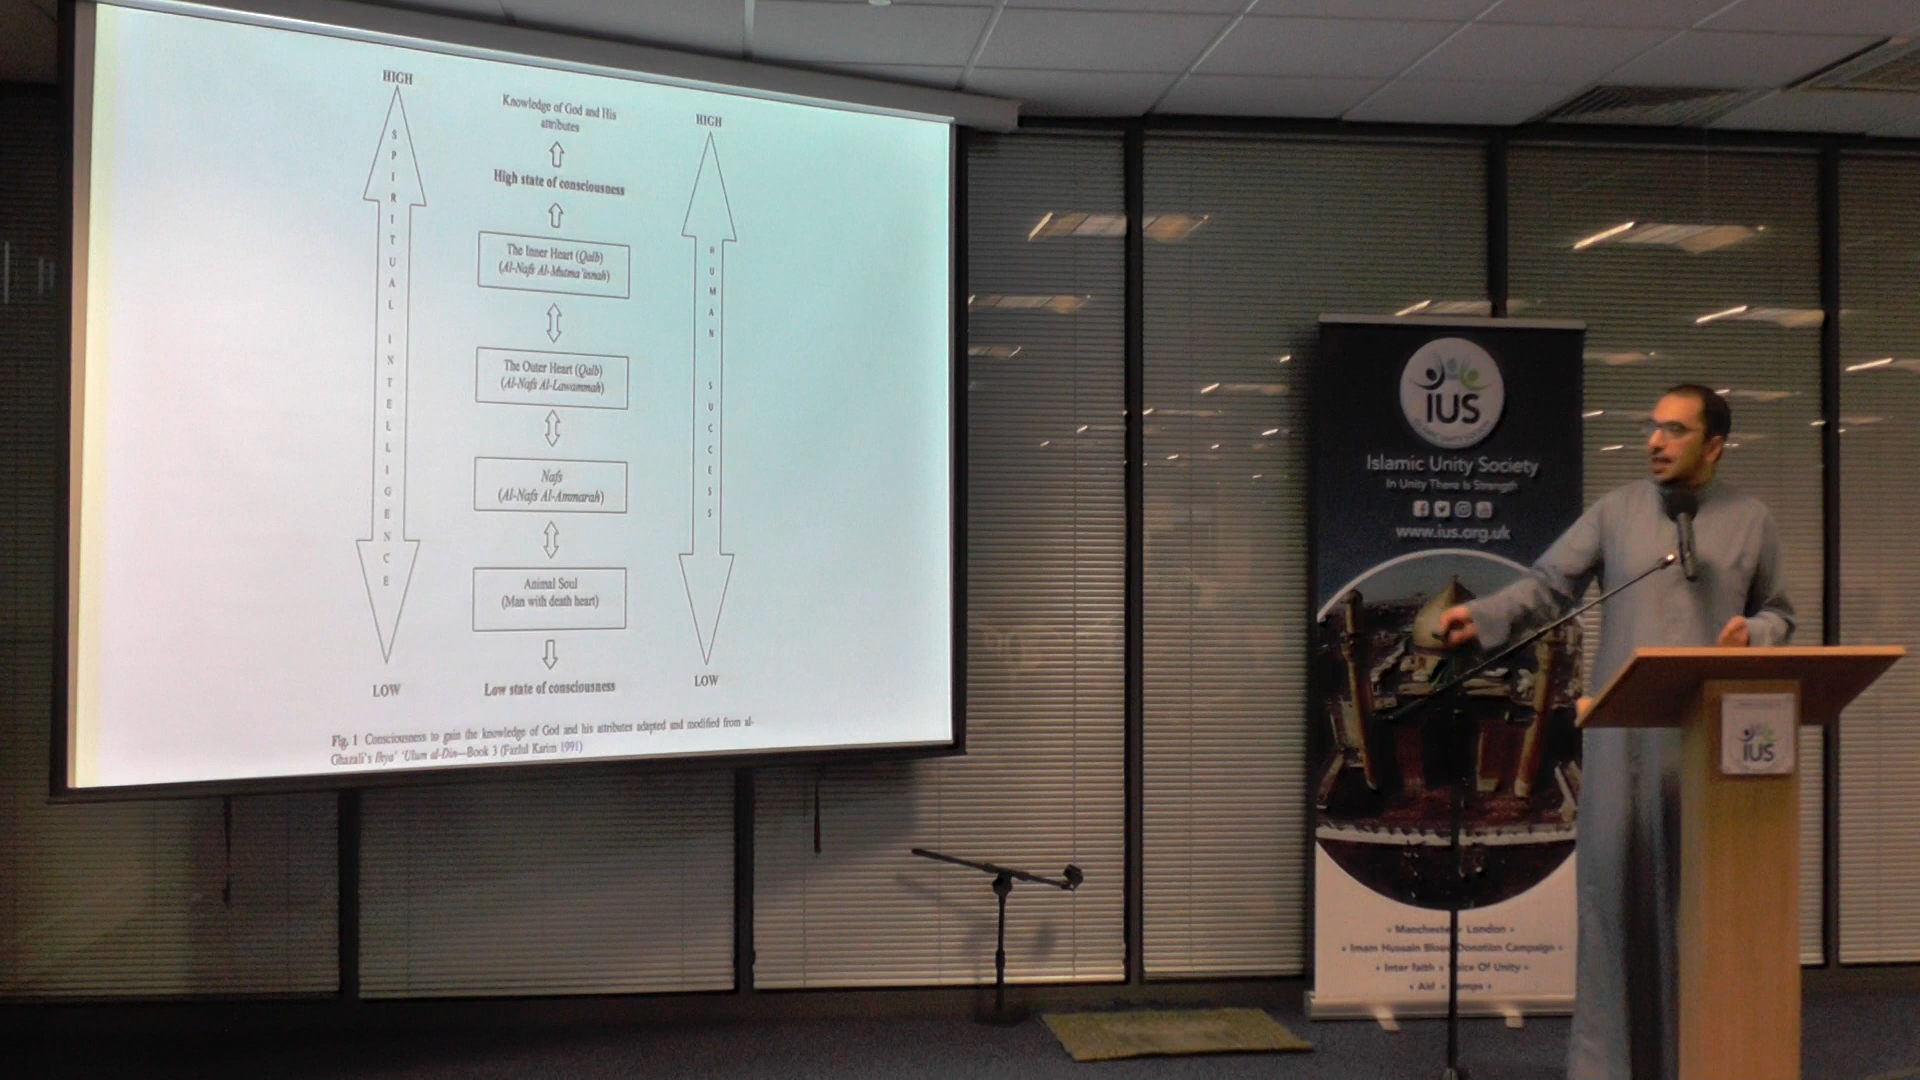 HIGH
Knowledge of God and His
attributes
HIGH
High state of consciousness
SPIRITUAL INTELLIGENCE
HUMAN SUCCESS
The Inner Heart (Qalb)
(Al-Nafs Al-Mutma'innah)
The Outer Heart (Qalb)
(Al-Nafs Al-Lawammah)
Nafs
(Al-Nafs Al-Ammarah)
Animal Soul
(Man with death heart)
LOW
Low state of consciousness
LOW
Fig. 1 Consciousness to gain the knowledge of God and his attributes adapted and modified from al-
Ghazali's Ihya' 'Ulum al-Din—Book 3 (Fazlul Karim 1991)
IUS
Islamic Unity Society
In Unity There Is Strength
www.ius.org.uk
• Manchester • London •
• Imam Hussain Blood Donation Campaign •
• Inter Faith • Voice Of Unity •
• Aid •
IUS